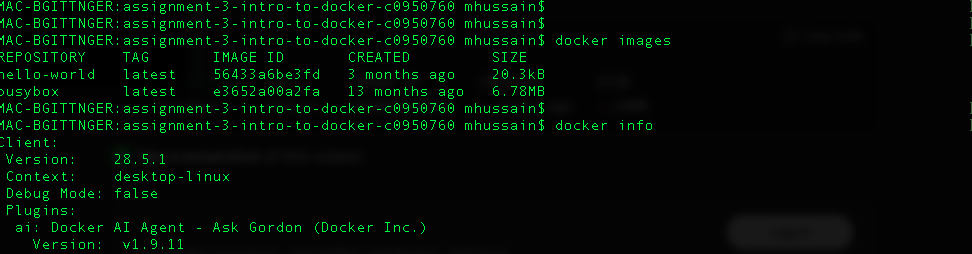 MAC-BGITTNGER:assignment-3-intro-to-docker-c0950760 mhussain$
MAC-BGITTNGER:assignment-3-intro-to-docker-c0950760 mhussain$
MAC-BGITTNGER:assignment-3-intro-to-docker-c0950760 mhussain$ docker images
REPOSITORY TAG IMAGE ID CREATED SIZE
hello-world latest 56433a6be3fd 3 months ago 20.3kB
busybox latest e3652a00a2fa 13 months ago 6.78MB
MAC-BGITTNGER:assignment-3-intro-to-docker-c0950760 mhussain$
MAC-BGITTNGER:assignment-3-intro-to-docker-c0950760 mhussain$ docker info
Client:
Version: 28.5.1
Context: desktop-linux
Debug Mode: false
Plugins:
ai: Docker AI Agent - Ask Gordon (Docker Inc.)
Version: v1.9.11